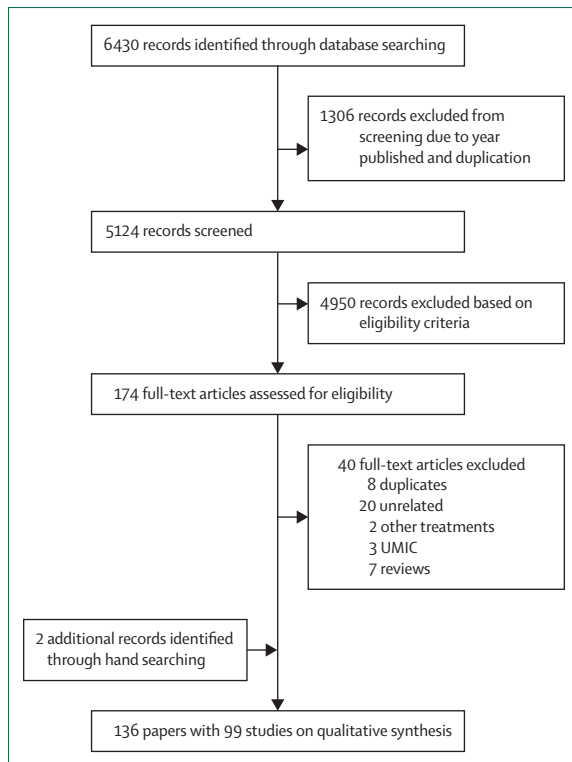 6430 records identified through database searching
1306 records excluded from
screening due to year
published and duplication
5124 records screened
4950 records excluded based on
eligibility criteria
174 full-text articles assessed for eligibility
40 full-text articles excluded
8 duplicates
20 unrelated
2 other treatments
3 UMIC
7 reviews
2 additional records identified
through hand searching
136 papers with 99 studies on qualitative synthesis